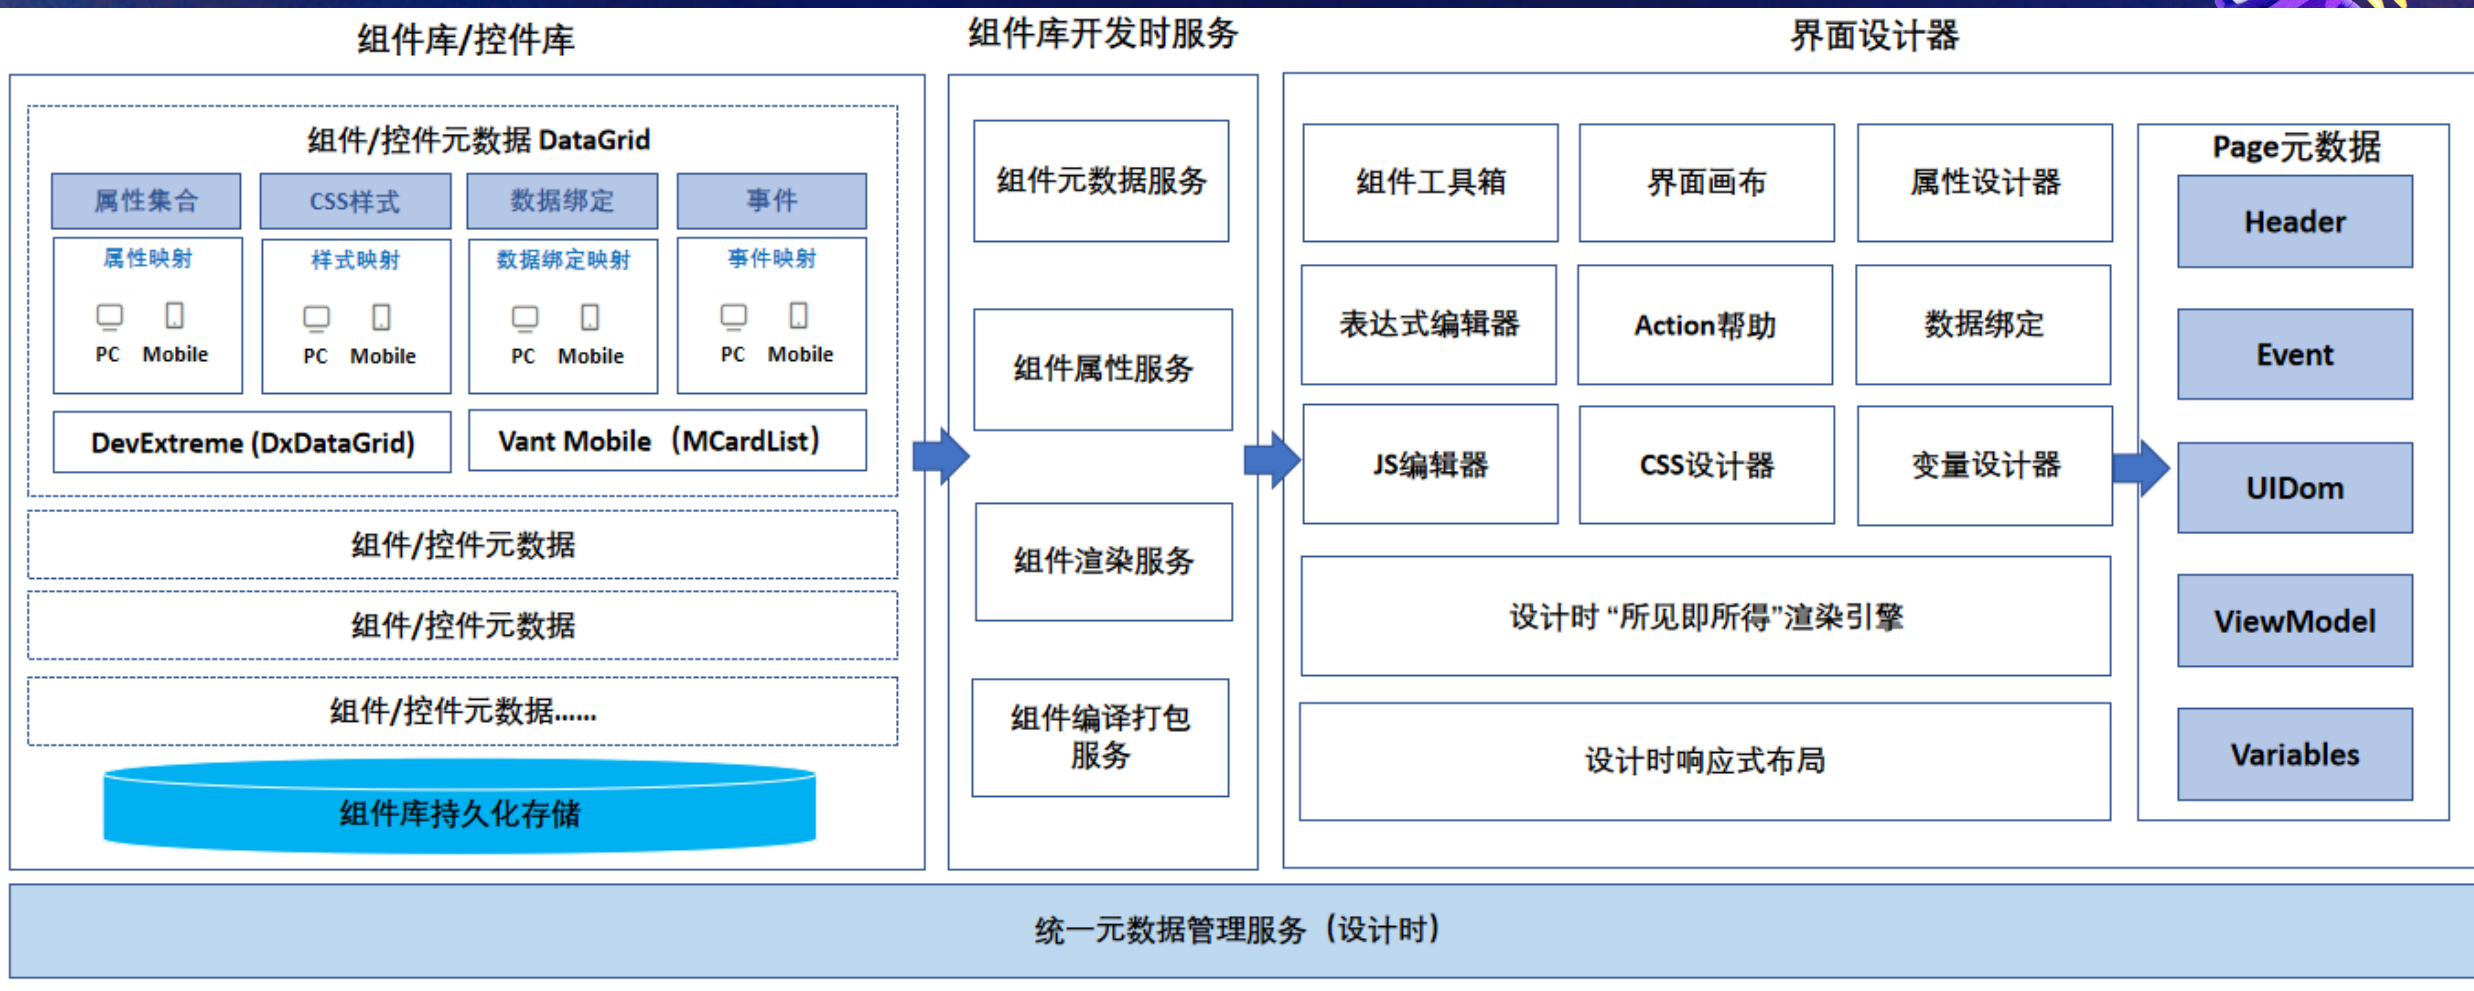 组件库/控件库
组件/控件元数据 DataGrid
属性集合
CSS样式
数据绑定
事件
属性映射
PC Mobile
样式映射
PC Mobile
数据绑定映射
PC Mobile
事件映射
PC Mobile
DevExtreme (DxDataGrid)
Vant Mobile（MCardList）
组件/控件元数据
组件/控件元数据
组件/控件元数据......
组件库持久化存储
组件库开发时服务
组件元数据服务
组件属性服务
组件渲染服务
组件编译打包
服务
界面设计器
组件工具箱
界面画布
属性设计器
表达式编辑器
Action帮助
数据绑定
JS编辑器
CSS设计器
变量设计器
设计时 “所见即所得”渲染引擎
设计时响应式布局
Page元数据
Header
Event
UIDom
ViewModel
Variables
统一元数据管理服务（设计时）